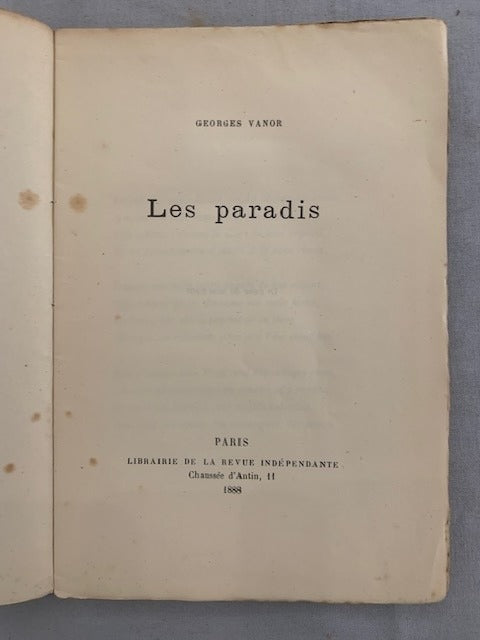 GEORGES VANOR
Les paradis
PARIS
LIBRAIRIE DE LA REVUE INDÉPENDANTE
Chaussée d'Antin, 11
1888